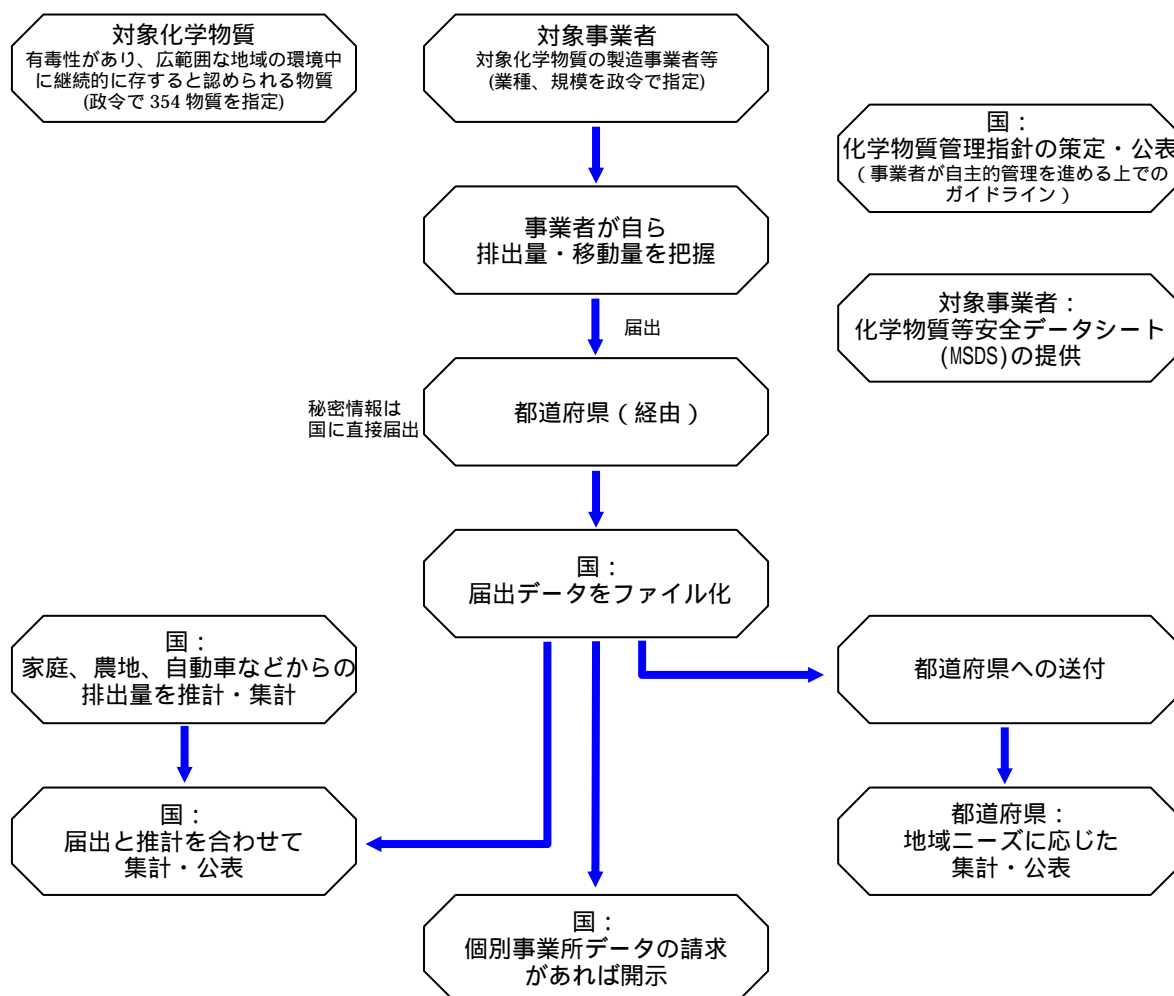 対象化学物質
有毒性があり、広範囲な地域の環境中
に継続的に存すると認められる物質
(政令で 354 物質を指定)
対象事業者
対象化学物質の製造事業者等
(業種、規模を政令で指定)
国：
化学物質管理指針の策定・公表
（事業者が自主的管理を進める上での
ガイドライン）
事業者が自ら
排出量・移動量を把握
対象事業者：
化学物質等安全データシート
(MSDS)の提供
届出
秘密情報は
国に直接届出
都道府県（経由）
国：
届出データをファイル化
国：
家庭、農地、自動車などからの
排出量を推計・集計
都道府県への送付
国：
届出と推計を合わせて
集計・公表
都道府県：
地域ニーズに応じた
集計・公表
国：
個別事業所データの請求
があれば開示